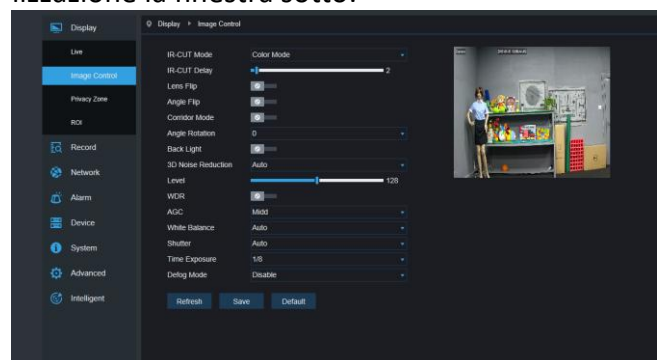 lizzazione la finestra sotto:
Display
Display Image Control
Live
Image Control
Privacy Zone
ROI
Record
Network
Alarm
Device
System
Advanced
Intelligent
IR-CUT Mode Color Mode
IR-CUT Delay 2
Lens Flip
Angle Flip
Corridor Mode
Angle Rotation 0
Back Light
3D Noise Reduction Auto
Level 128
WDR
AGC Midd
White Balance Auto
Shutter Auto
Time Exposure 1/8
Defog Mode Disable
Refresh Save Default